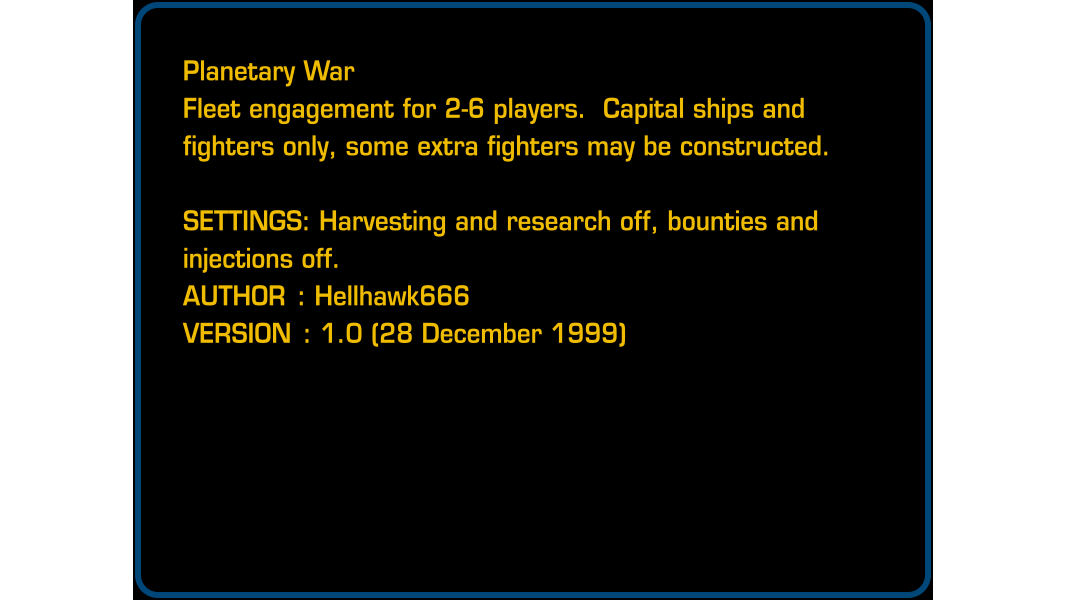 Planetary War
Fleet engagement for 2-6 players.  Capital ships and
fighters only, some extra fighters may be constructed.
SETTINGS: Harvesting and research off, bounties and
injections off.
AUTHOR  : Hellhawk666
VERSION  : 1.0 (28 December 1999)